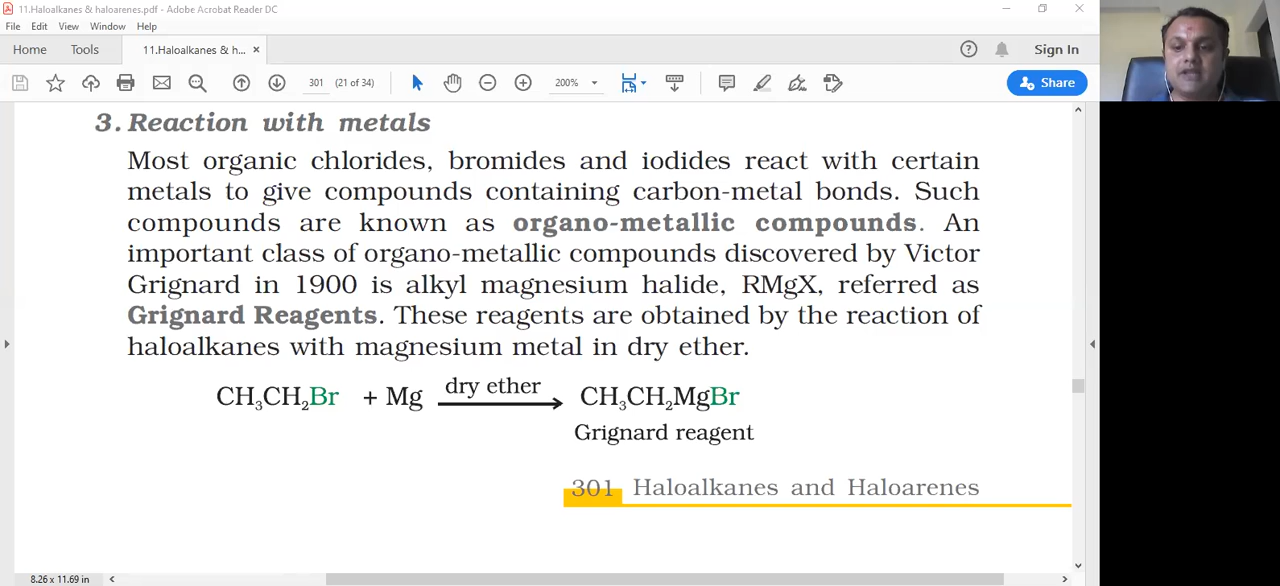 11.Haloalkanes & haloarenes.pdf - Adobe Acrobat Reader DC
File Edit View Window Help
Home Tools 11.Haloalkanes & h... × Sign In
301 (21 of 34) 200% Share
3. Reaction with metals
Most organic chlorides, bromides and iodides react with certain
metals to give compounds containing carbon-metal bonds. Such
compounds are known as organo-metallic compounds. An
important class of organo-metallic compounds discovered by Victor
Grignard in 1900 is alkyl magnesium halide, RMgX, referred as
Grignard Reagents. These reagents are obtained by the reaction of
haloalkanes with magnesium metal in dry ether.
CH₃CH₂Br + Mg dry ether → CH₃CH₂MgBr
Grignard reagent
301 Haloalkanes and Haloarenes
8.26 x 11.69 in